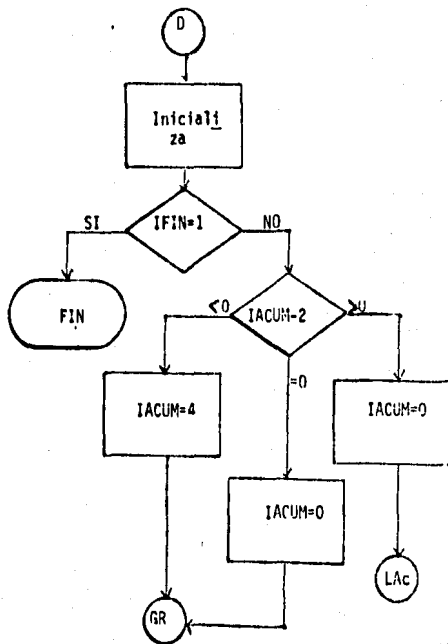 D
Iniciali
za
IFIN=1
SI
NO
FIN
IACUM-2
<0
>0
=0
IACUM=4
IACUM=0
IACUM=0
LAc
GR